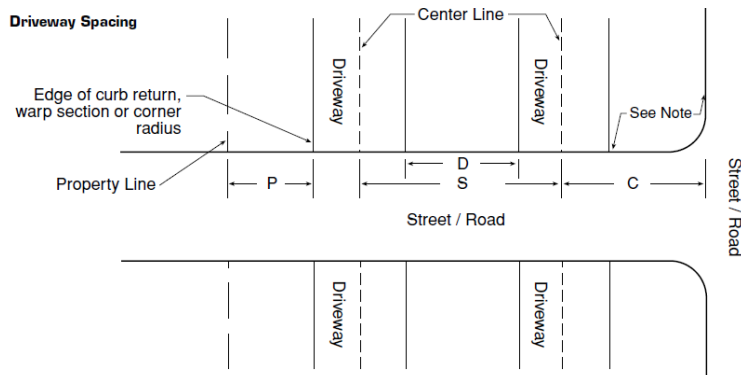 Driveway Spacing
Center Line
Driveway
Driveway
Edge of curb return,
warp section or corner
radius
See Note
Property Line
D
P
S
C
Street / Road
Street / Road
Driveway
Driveway